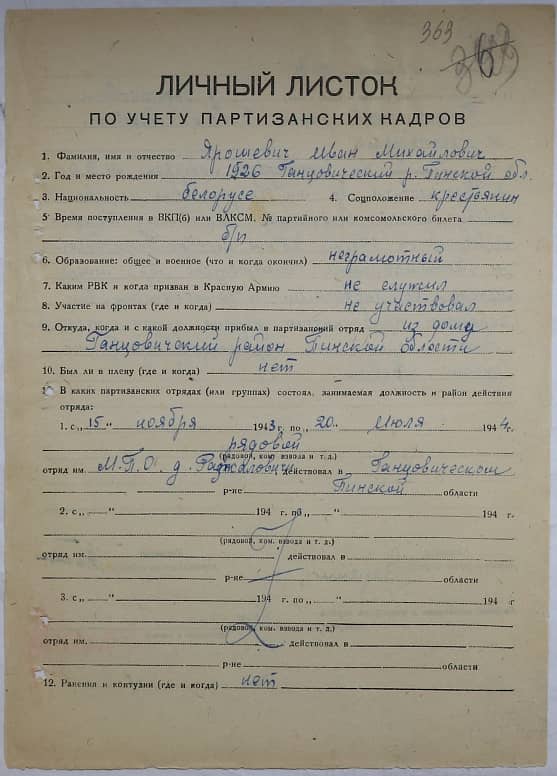 363
ЛИЧНЫЙ ЛИСТОК
ПО УЧЕТУ ПАРТИЗАНСКИХ КАДРОВ
1. Фамилия, имя и отчество Ярошевич Иван Михайлович
2. Год и место рождения 1926 Ганцовический р. Пинской обл.
3. Национальность белорусс 4. Соцположение крестьянин
5. Время поступления в ВКП(б) или ВЛКСМ, № партийного или комсомольского билета
б/п
6. Образование: общее и военное (что и когда окончил) неграмотный
7. Каким РВК и когда призван в Красную Армию не служил
8. Участие на фронтах (где и когда) не участвовал
9. Откуда, когда и с какой должности прибыл в партизанский отряд из дому
Ганцовический район Пинской области
10. Был ли в плену (где и когда) нет
В каких партизанских отрядах (или группах) состоял, занимаемая должность и район действия
отряда:
1. с „15" ноября 1943 г. по „20" Июля 1944 г.
рядовой
(рядовой, ком. взвода и т. д.)
отряд им. М.П.О. д. действовал в Ганцовическом
р-не Пинской области
2. с „ " 194 г. по „ " 194 г.
(рядовой, ком. взвода и т. д.)
отряд им. действовал в
р-не области
3. с „ " 194 г. по „ " 194 г
(рядовой, ком. взвода и т. д.)
отряд им. действовал в
р-не области
12. Ранения и контузии (где и когда) нет